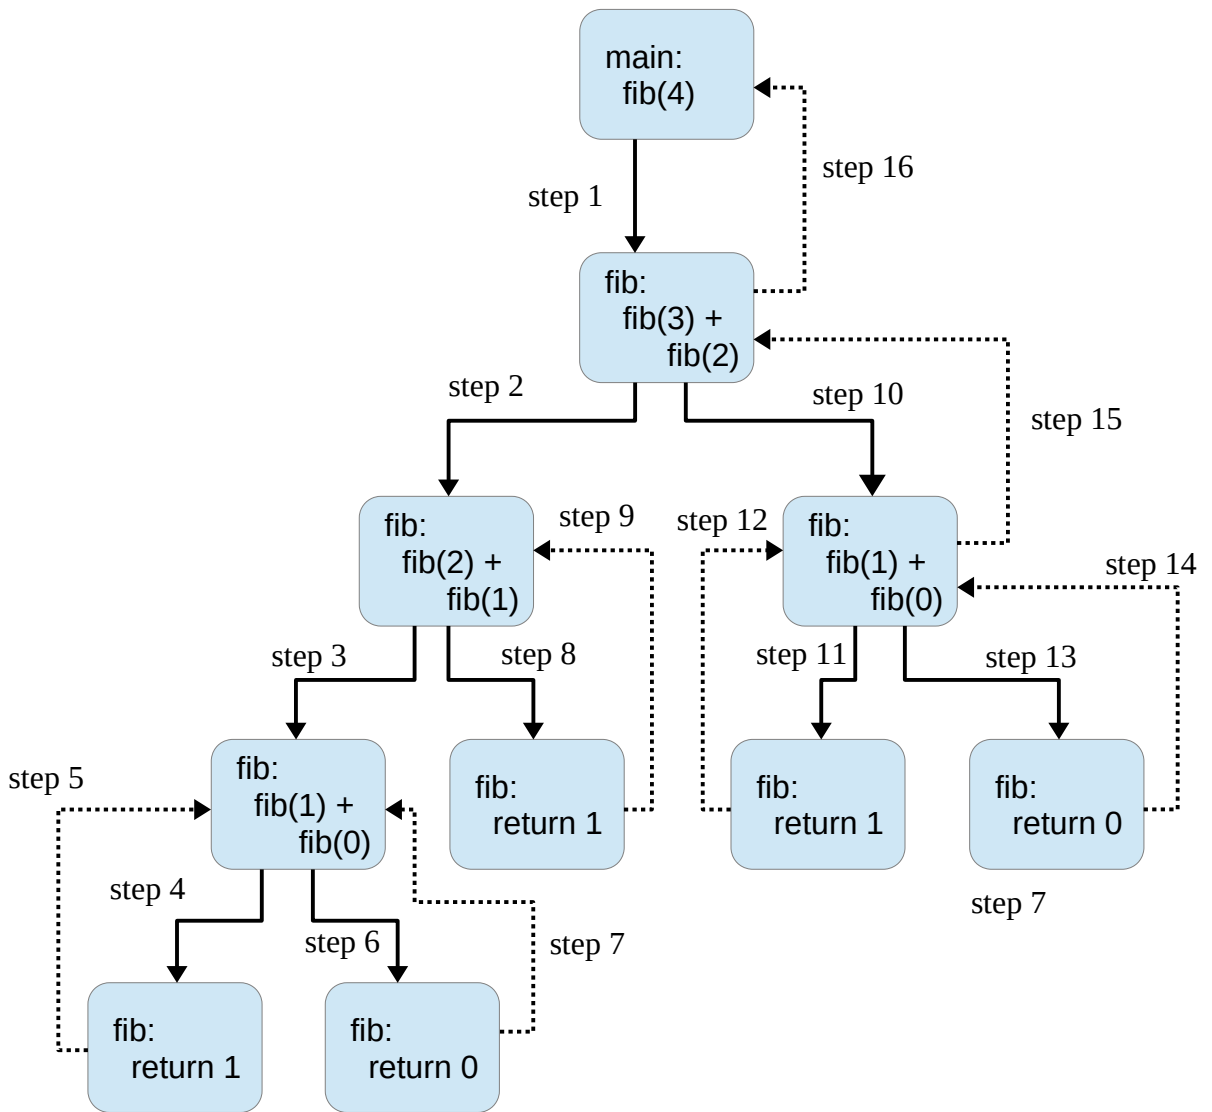 main:
fib(4)
step 16
step 1
fib:
fib(3) +
fib(2)
step 2
step 10
step 15
fib:
fib(2) +
fib(1)
step 9
step 12
fib:
fib(1) +
fib(0)
step 14
step 3
step 8
step 11
step 13
step 5
fib:
fib(1) +
fib(0)
fib:
return 1
fib:
return 1
fib:
return 0
step 4
step 6
step 7
step 7
fib:
return 1
fib:
return 0